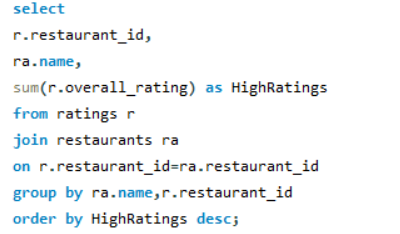 select
r.restaurant_id,
ra.name,
sum(r.overall_rating) as HighRatings
from ratings r
join restaurants ra
on r.restaurant_id=ra.restaurant_id
group by ra.name,r.restaurant_id
order by HighRatings desc;